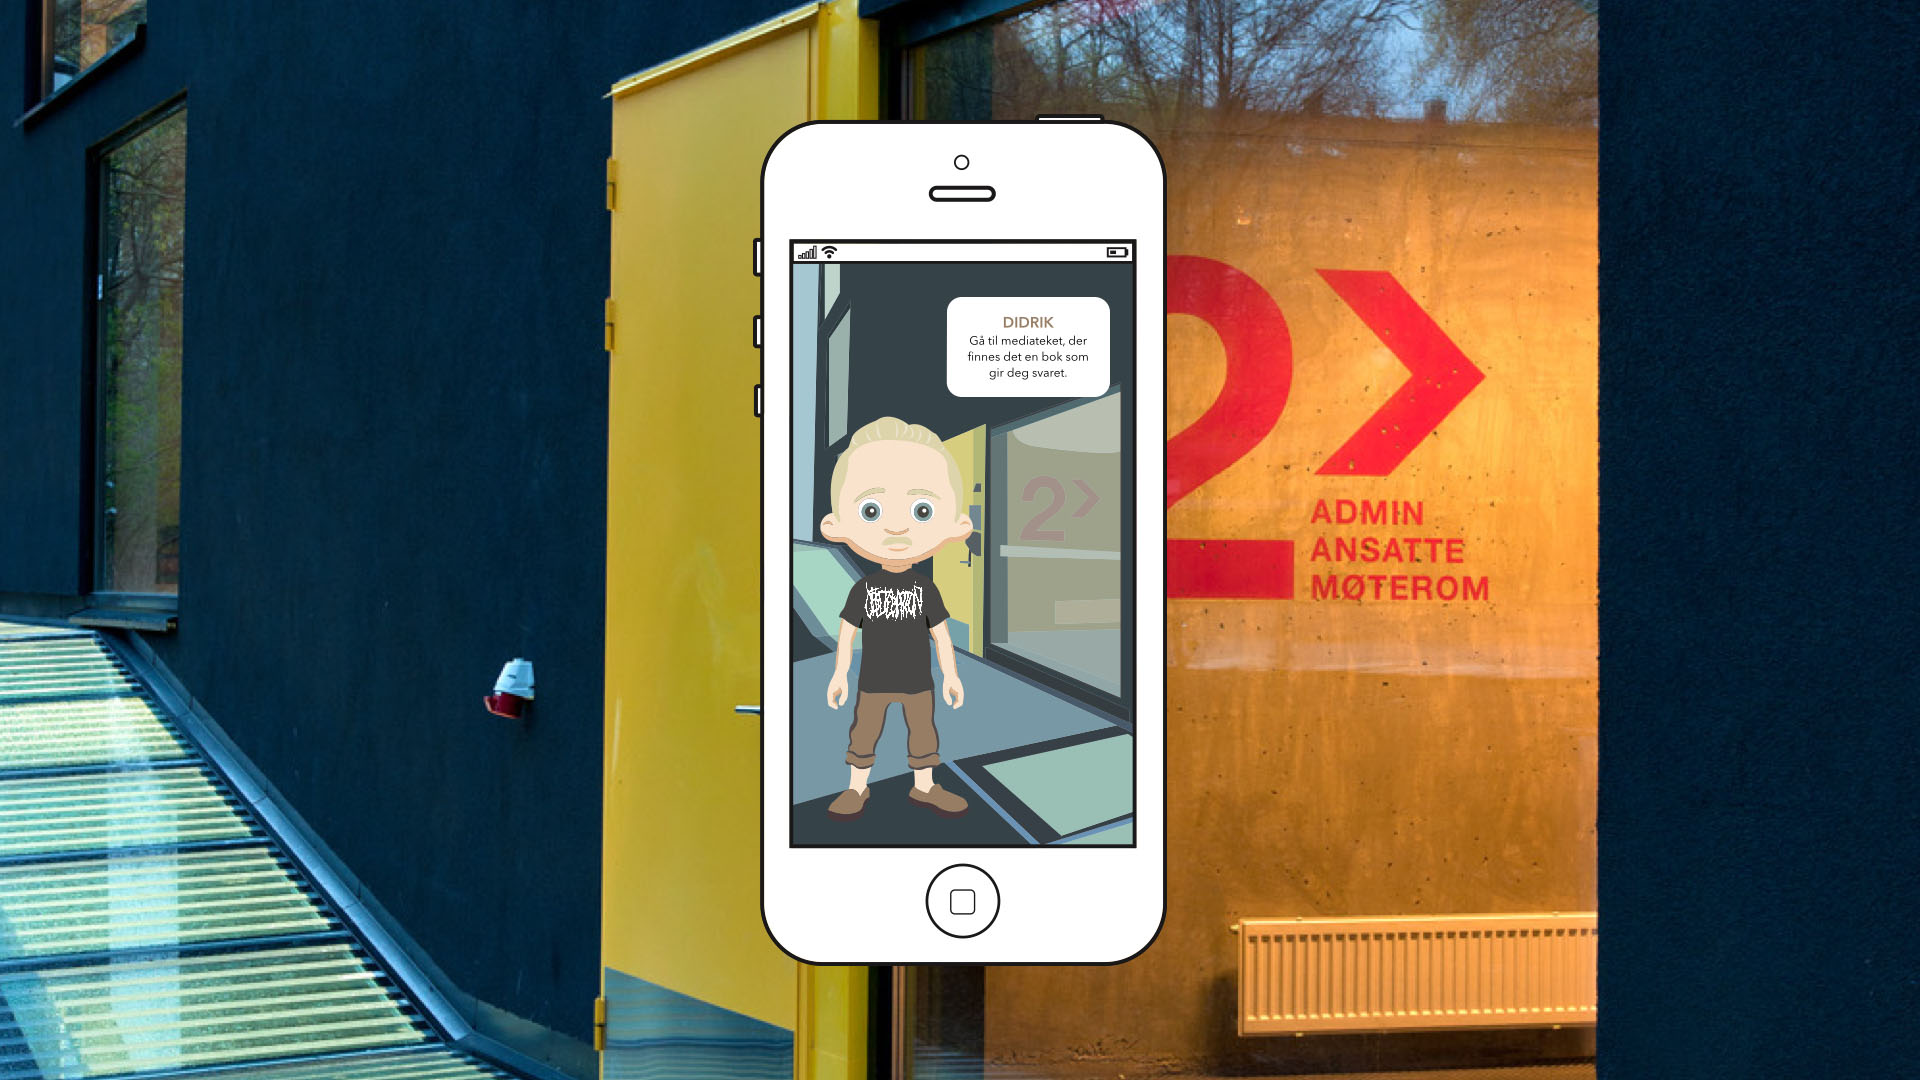 DIDRIK
Gå til mediateket, der
finnes det en bok som
gir deg svaret.
2>
2>
ADMIN
ANSATTE
MØTEROM